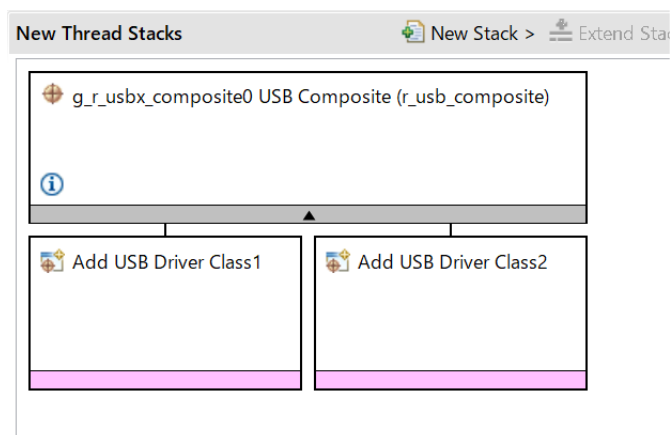 New Thread Stacks
New Stack >
Extend Stac
g_r_usbx_composite0 USB Composite (r_usb_composite)
Add USB Driver Class1
Add USB Driver Class2